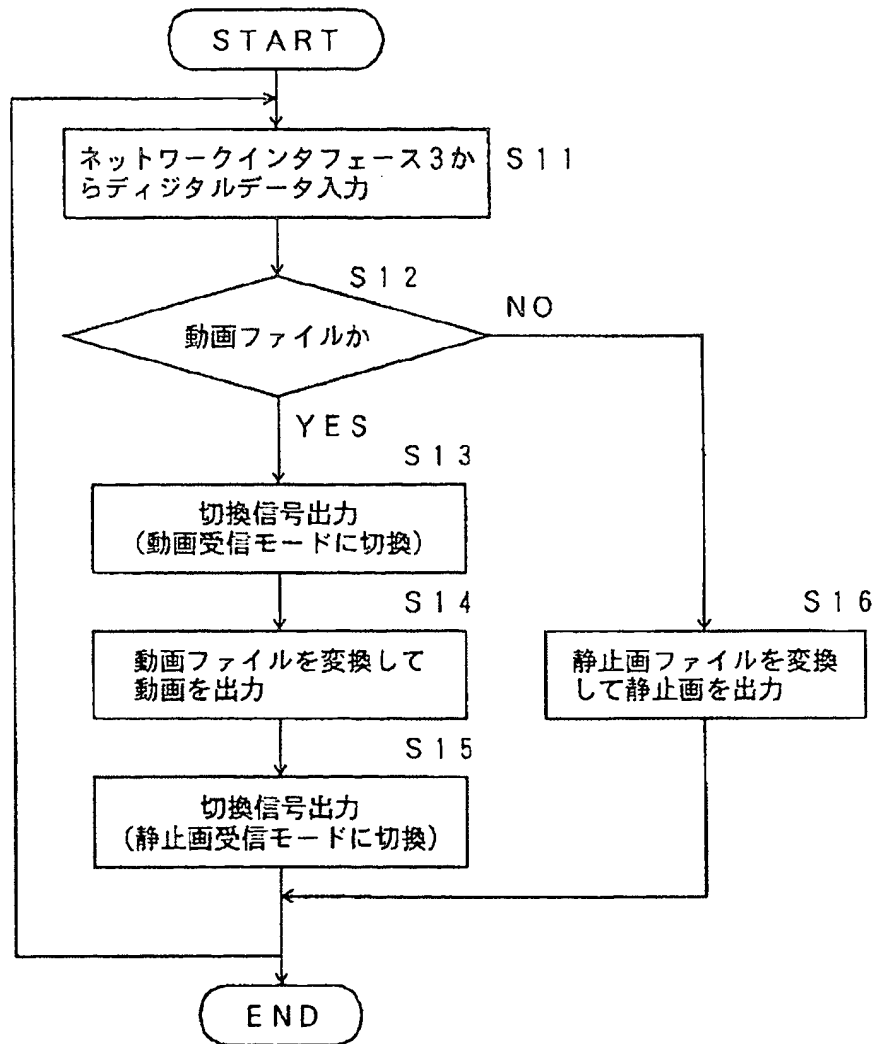 START
ネットワークインタフェース3か
らディジタルデータ入力
S11
S12
動画ファイルか
NO
YES
S13
切換信号出力
(動画受信モードに切換)
S14
動画ファイルを変換して
動画を出力
S16
静止画ファイルを変換
して静止画を出力
S15
切換信号出力
(静止画受信モードに切換)
END